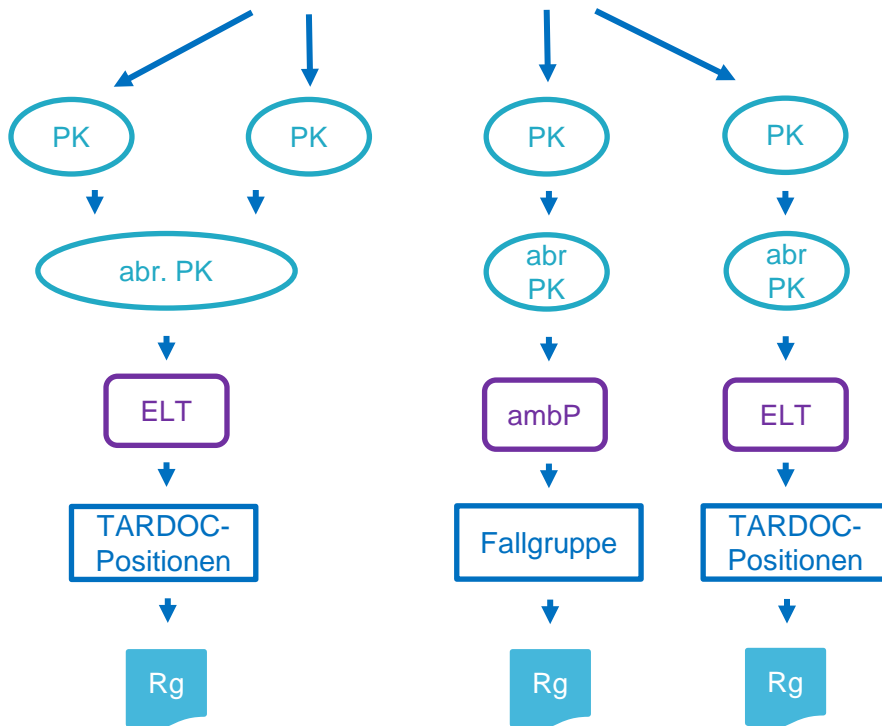 PK
PK
PK
PK
abr. PK
abr
PK
abr
PK
ELT
ambP
ELT
TARDOC-
Positionen
Fallgruppe
TARDOC-
Positionen
Rg
Rg
Rg